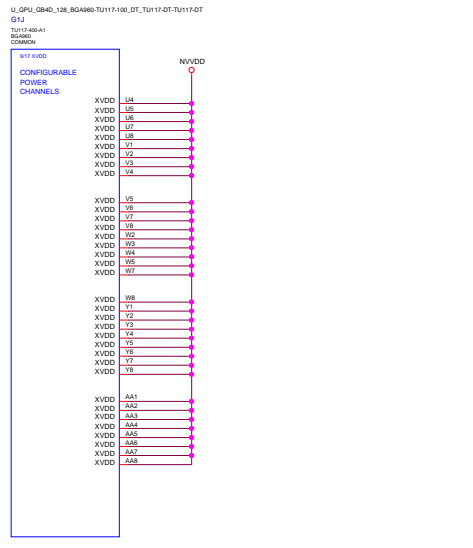 U_GPU_GB4D_128_BGA960-TU117-100_DT_TU117-DT-TU117-DT
G1J
TU117-400-A1
BGA960
COMMON
9/17 XVDD
NVVDD
CONFIGURABLE
POWER
CHANNELS
XVDD U4
XVDD U5
XVDD U6
XVDD U7
XVDD U8
XVDD V1
XVDD V2
XVDD V3
XVDD V4
XVDD V5
XVDD V6
XVDD V7
XVDD V8
XVDD W2
XVDD W3
XVDD W4
XVDD W5
XVDD W7
XVDD W8
XVDD Y1
XVDD Y2
XVDD Y3
XVDD Y4
XVDD Y5
XVDD Y6
XVDD Y7
XVDD Y8
XVDD AA1
XVDD AA2
XVDD AA3
XVDD AA4
XVDD AA5
XVDD AA6
XVDD AA7
XVDD AA8